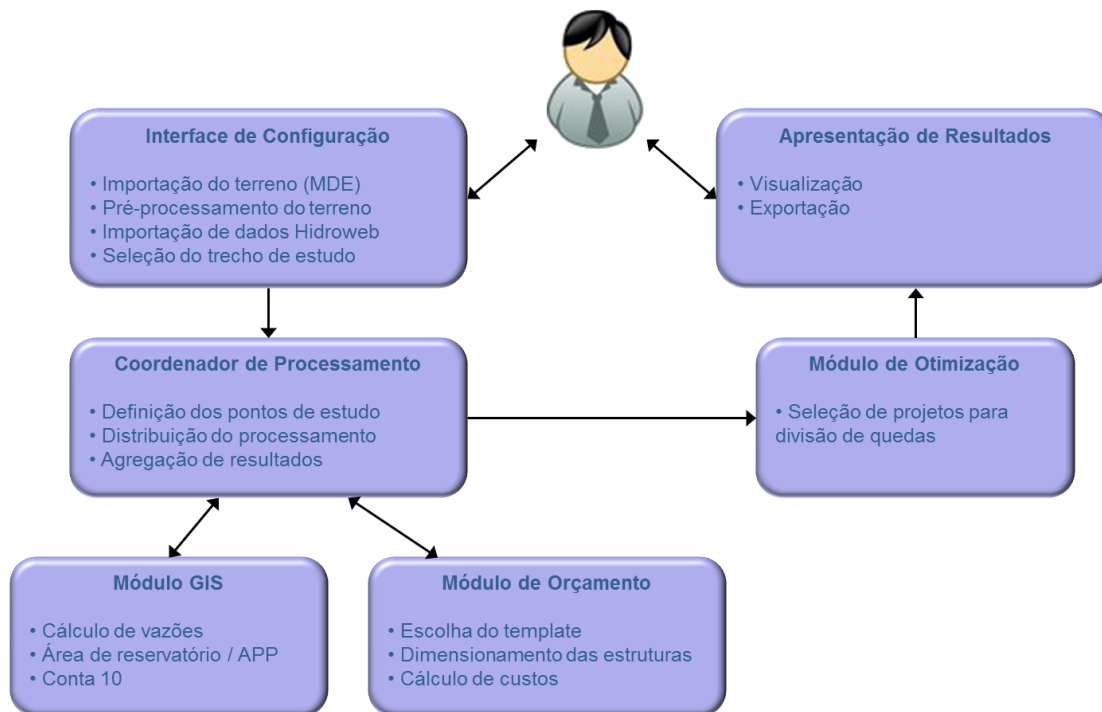 Interface de Configuração
• Importação do terreno (MDE)
• Pré-processamento do terreno
• Importação de dados Hidroweb
• Seleção do trecho de estudo
Apresentação de Resultados
• Visualização
• Exportação
Coordenador de Processamento
• Definição dos pontos de estudo
• Distribuição do processamento
• Agregação de resultados
Módulo de Otimização
• Seleção de projetos para
divisão de quedas
Módulo GIS
• Cálculo de vazões
• Área de reservatório / APP
• Conta 10
Módulo de Orçamento
• Escolha do template
• Dimensionamento das estruturas
• Cálculo de custos